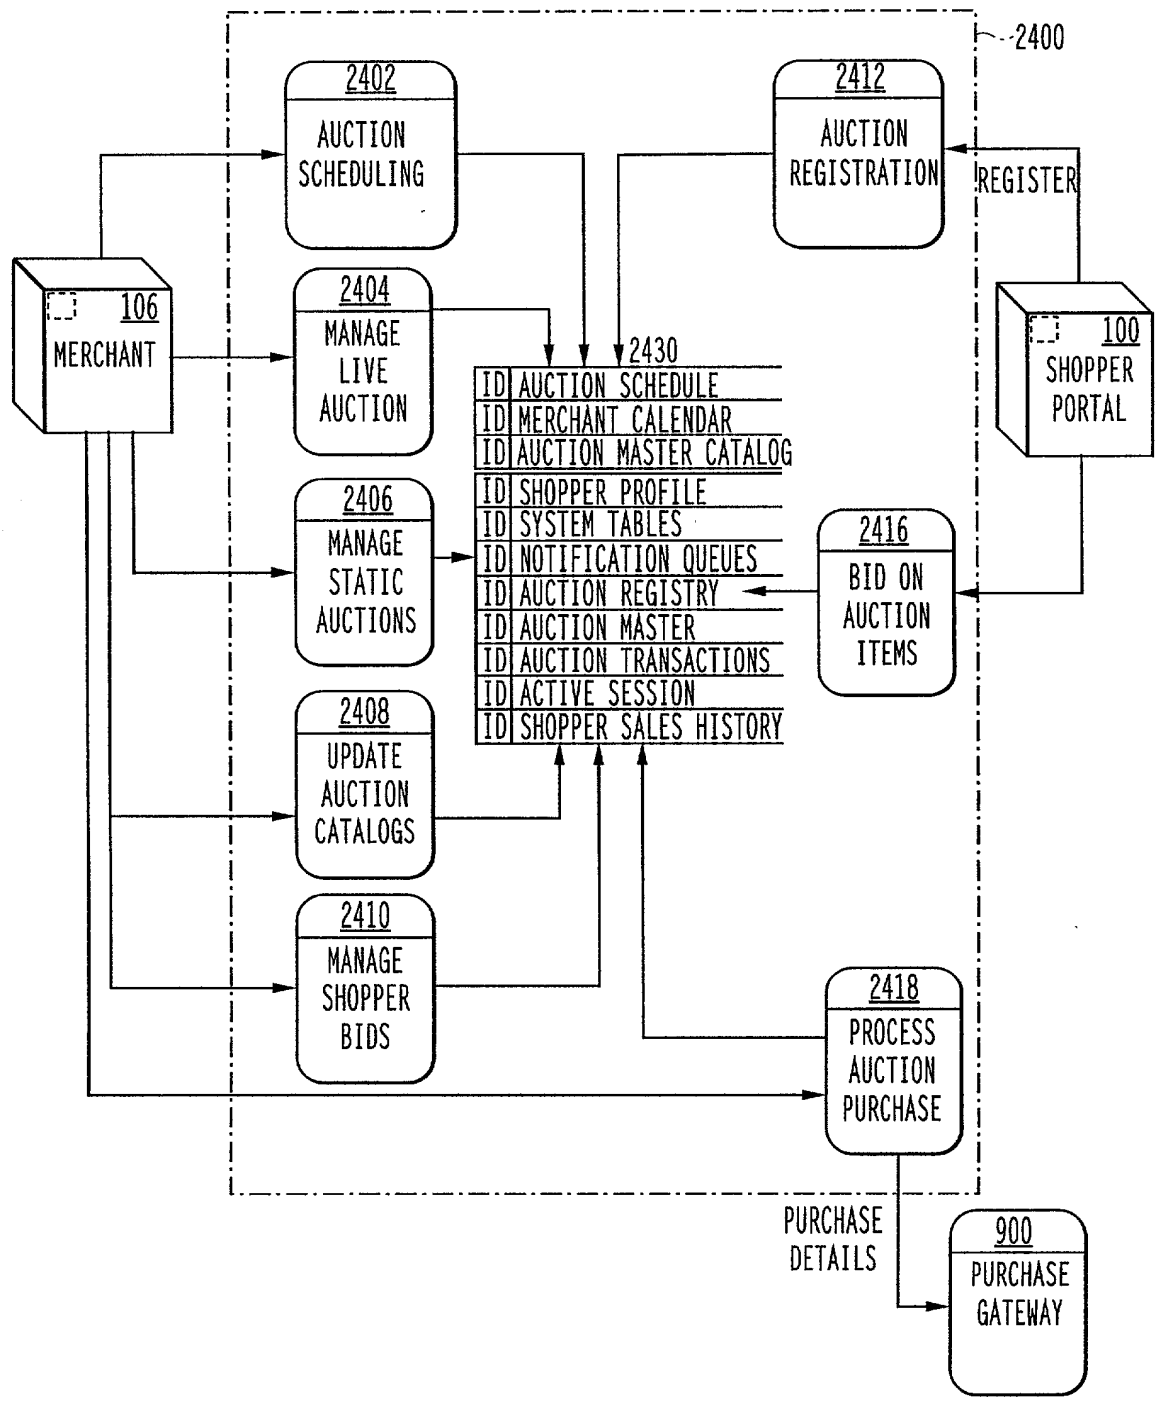 2400
2402
AUCTION
SCHEDULING
2412
AUCTION
REGISTRATION
REGISTER
106
MERCHANT
2404
MANAGE
LIVE
AUCTION
100
SHOPPER
PORTAL
2430
ID AUCTION SCHEDULE
ID MERCHANT CALENDAR
ID AUCTION MASTER CATALOG
ID SHOPPER PROFILE
ID SYSTEM TABLES
ID NOTIFICATION QUEUES
ID AUCTION REGISTRY
ID AUCTION MASTER
ID AUCTION TRANSACTIONS
ID ACTIVE SESSION
ID SHOPPER SALES HISTORY
2406
MANAGE
STATIC
AUCTIONS
2416
BID ON
AUCTION
ITEMS
2408
UPDATE
AUCTION
CATALOGS
2410
MANAGE
SHOPPER
BIDS
2418
PROCESS
AUCTION
PURCHASE
PURCHASE
DETAILS
900
PURCHASE
GATEWAY